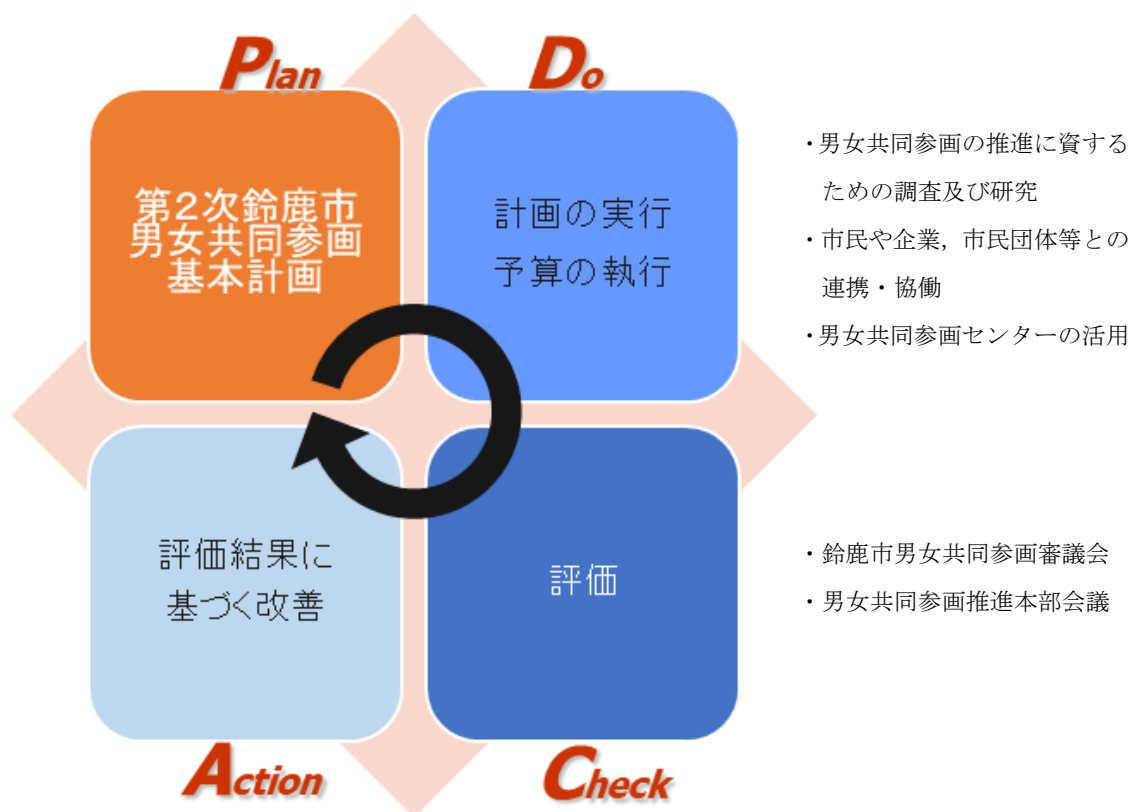 Plan
Do
第2次鈴鹿市
男女共同参画
基本計画
計画の実行
予算の執行
・男女共同参画の推進に資する
ための調査及び研究
・市民や企業，市民団体等との
連携・協働
・男女共同参画センターの活用
評価結果に
基づく改善
評価
・鈴鹿市男女共同参画審議会
・男女共同参画推進本部会議
Action
Check